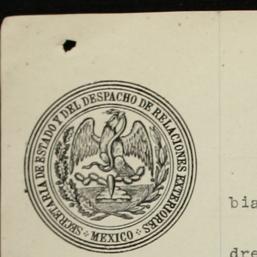 SECRETARIA DE ESTADO Y DEL DESPACHO DE RELACIONES EXTERIORES
MEXICO
bia
dre